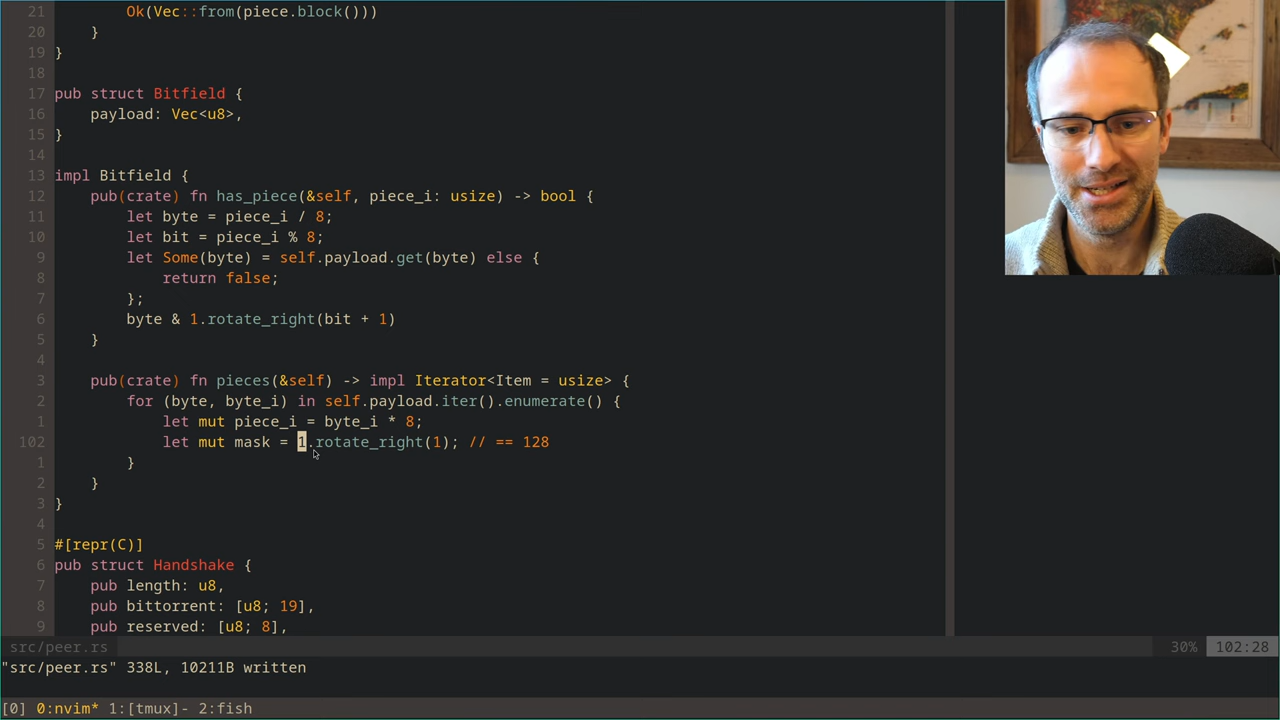 21 Ok(Vec::from(piece.block()))
20 }
19 }
18
17 pub struct Bitfield {
16 payload: Vec<u8>,
15 }
14
13 impl Bitfield {
12 pub(crate) fn has_piece(&self, piece_i: usize) -> bool {
11 let byte = piece_i / 8;
10 let bit = piece_i % 8;
9 let Some(byte) = self.payload.get(byte) else {
8 return false;
7 };
6 byte & 1.rotate_right(bit + 1)
5 }
4
3 pub(crate) fn pieces(&self) -> impl Iterator<Item = usize> {
2 for (byte, byte_i) in self.payload.iter().enumerate() {
1 let mut piece_i = byte_i * 8;
102 let mut mask = 1.rotate_right(1); // == 128
1 }
2 }
3 }
4
5 #[repr(C)]
6 pub struct Handshake {
7 pub length: u8,
8 pub bittorrent: [u8; 19],
9 pub reserved: [u8; 8],
src/peer.rs 30% 102:28
"src/peer.rs" 338L, 10211B written
[0] 0:nvim* 1:[tmux]- 2:fish